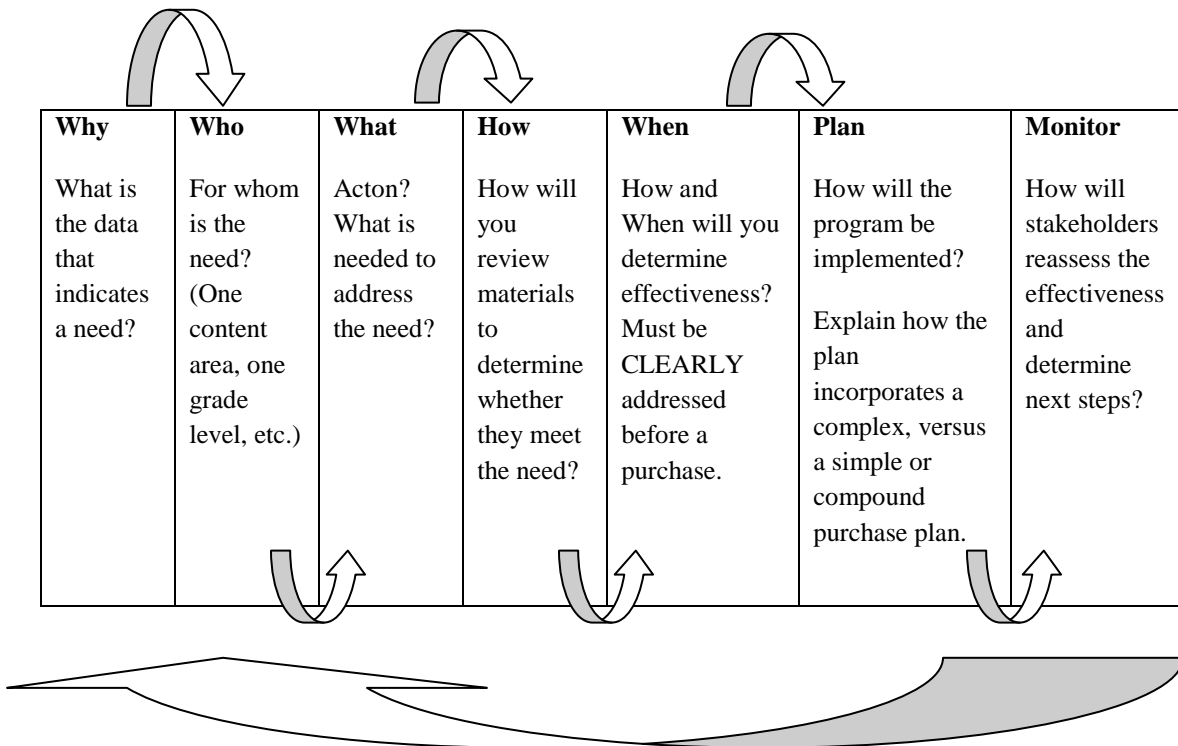 Why
What is
the data
that
indicates
a need?
Who
For whom
is the
need?
(One
content
area, one
grade
level, etc.)
What
Acton?
What is
needed to
address
the need?
How
How will
you
review
materials
to
determine
whether
they meet
the need?
When
How and
When will you
determine
effectiveness?
Must be
CLEARLY
addressed
before a
purchase.
Plan
How will the
program be
implemented?
Explain how the
plan
incorporates a
complex, versus
a simple or
compound
purchase plan.
Monitor
How will
stakeholders
reassess the
effectiveness
and
determine
next steps?